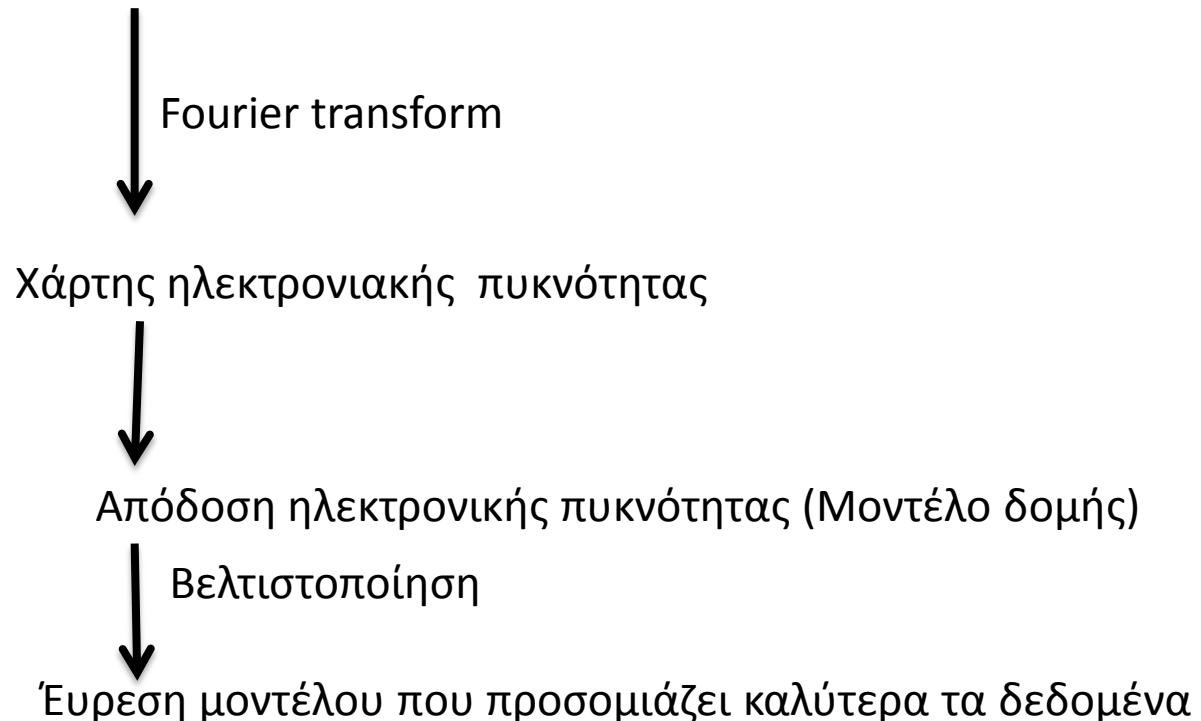 Fourier transform
Χάρτης ηλεκτρονιακής πυκνότητας
Απόδοση ηλεκτρονικής πυκνότητας (Μοντέλο δομής)
Βελτιστοποίηση
Έυρεση μοντέλου που προσομιάζει καλύτερα τα δεδομένα